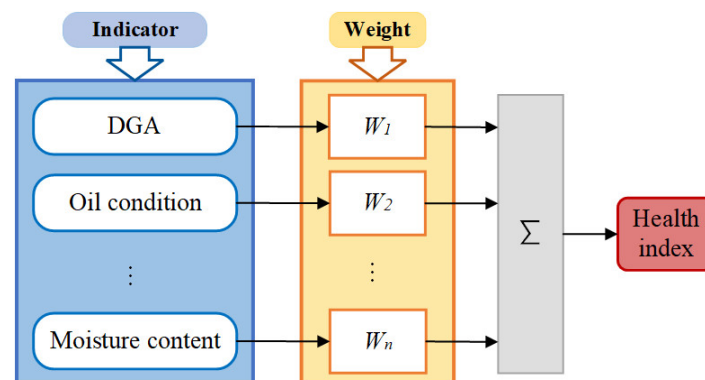 Indicator
Weight
DGA
W1
Oil condition
W2
⋮
⋮
Moisture content
Wn
∑
Health
index